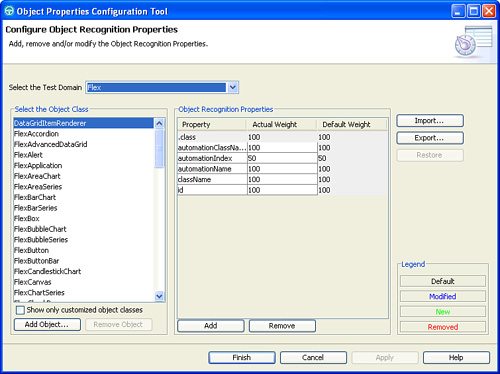 Object Properties Configuration Tool
Configure Object Recognition Properties
Add, remove and/or modify the Object Recognition Properties.
Select the Test Domain Flex
Select the Object Class
DataGridItemRenderer
FlexAccordion
FlexAdvancedDataGrid
FlexAlert
FlexApplication
FlexAreaChart
FlexAreaSeries
FlexBarChart
FlexBarSeries
FlexBox
FlexBubbleChart
FlexBubbleSeries
FlexButton
FlexButtonBar
FlexCandlestickChart
FlexCanvas
FlexChartSeries
Show only customized object classes
Add Object... Remove Object
Object Recognition Properties
Property Actual Weight Default Weight
.class 100 100
automationClassNa... 100 100
automationIndex 50 50
automationName 100 100
className 100 100
id 100 100
Add Remove
Import...
Export...
Restore
Legend
Default
Modified
New
Removed
Finish Cancel Apply Help